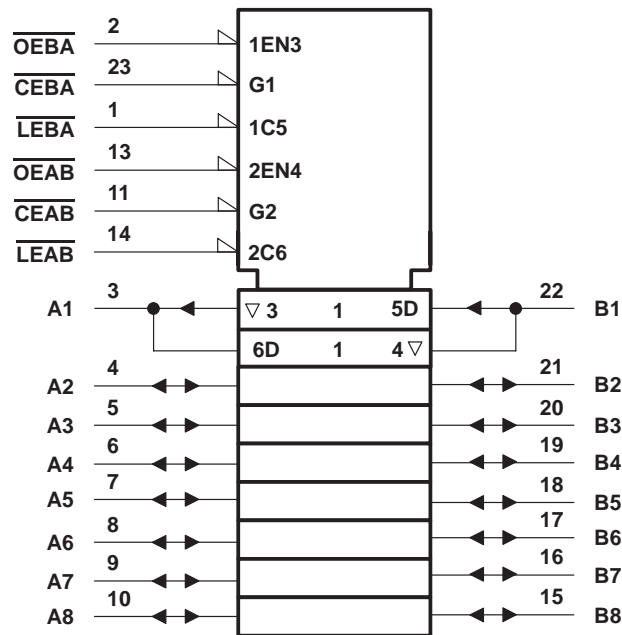 2
OEBA
1EN3
23
CEBA
G1
1
LEBA
1C5
13
OEAB
2EN4
11
CEAB
G2
14
LEAB
2C6
3
22
A1
▽ 3 1 5D
B1
6D 1 4 ▽
4
21
A2
B2
5
20
A3
B3
6
19
A4
B4
7
18
A5
B5
8
17
A6
B6
9
16
A7
B7
10
15
A8
B8